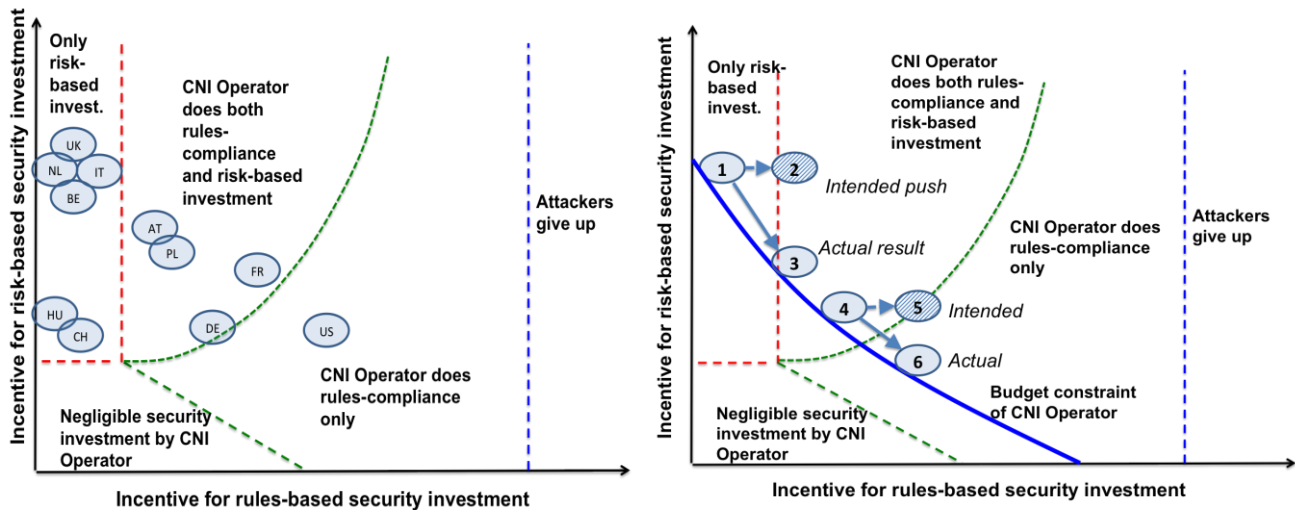 Incentive for risk-based security investment
Only
risk-
based
invest.
CNI Operator
does both
rules-
compliance
and risk-based
investment
UK
NL
IT
BE
AT
PL
FR
HU
CH
DE
US
Attackers
give up
CNI Operator does
rules-compliance
only
Negligible security
investment by CNI
Operator
Incentive for rules-based security investment
Incentive for risk-based security investment
Only risk-
based
invest.
CNI Operator
does both rules-
compliance and
risk-based
investment
1
2
Intended push
Actual result
3
CNI Operator does
rules-compliance
only
Attackers
give up
4
5
Intended
6
Actual
Budget constraint
of CNI Operator
Negligible security
investment by CNI
Operator
Incentive for rules-based security investment